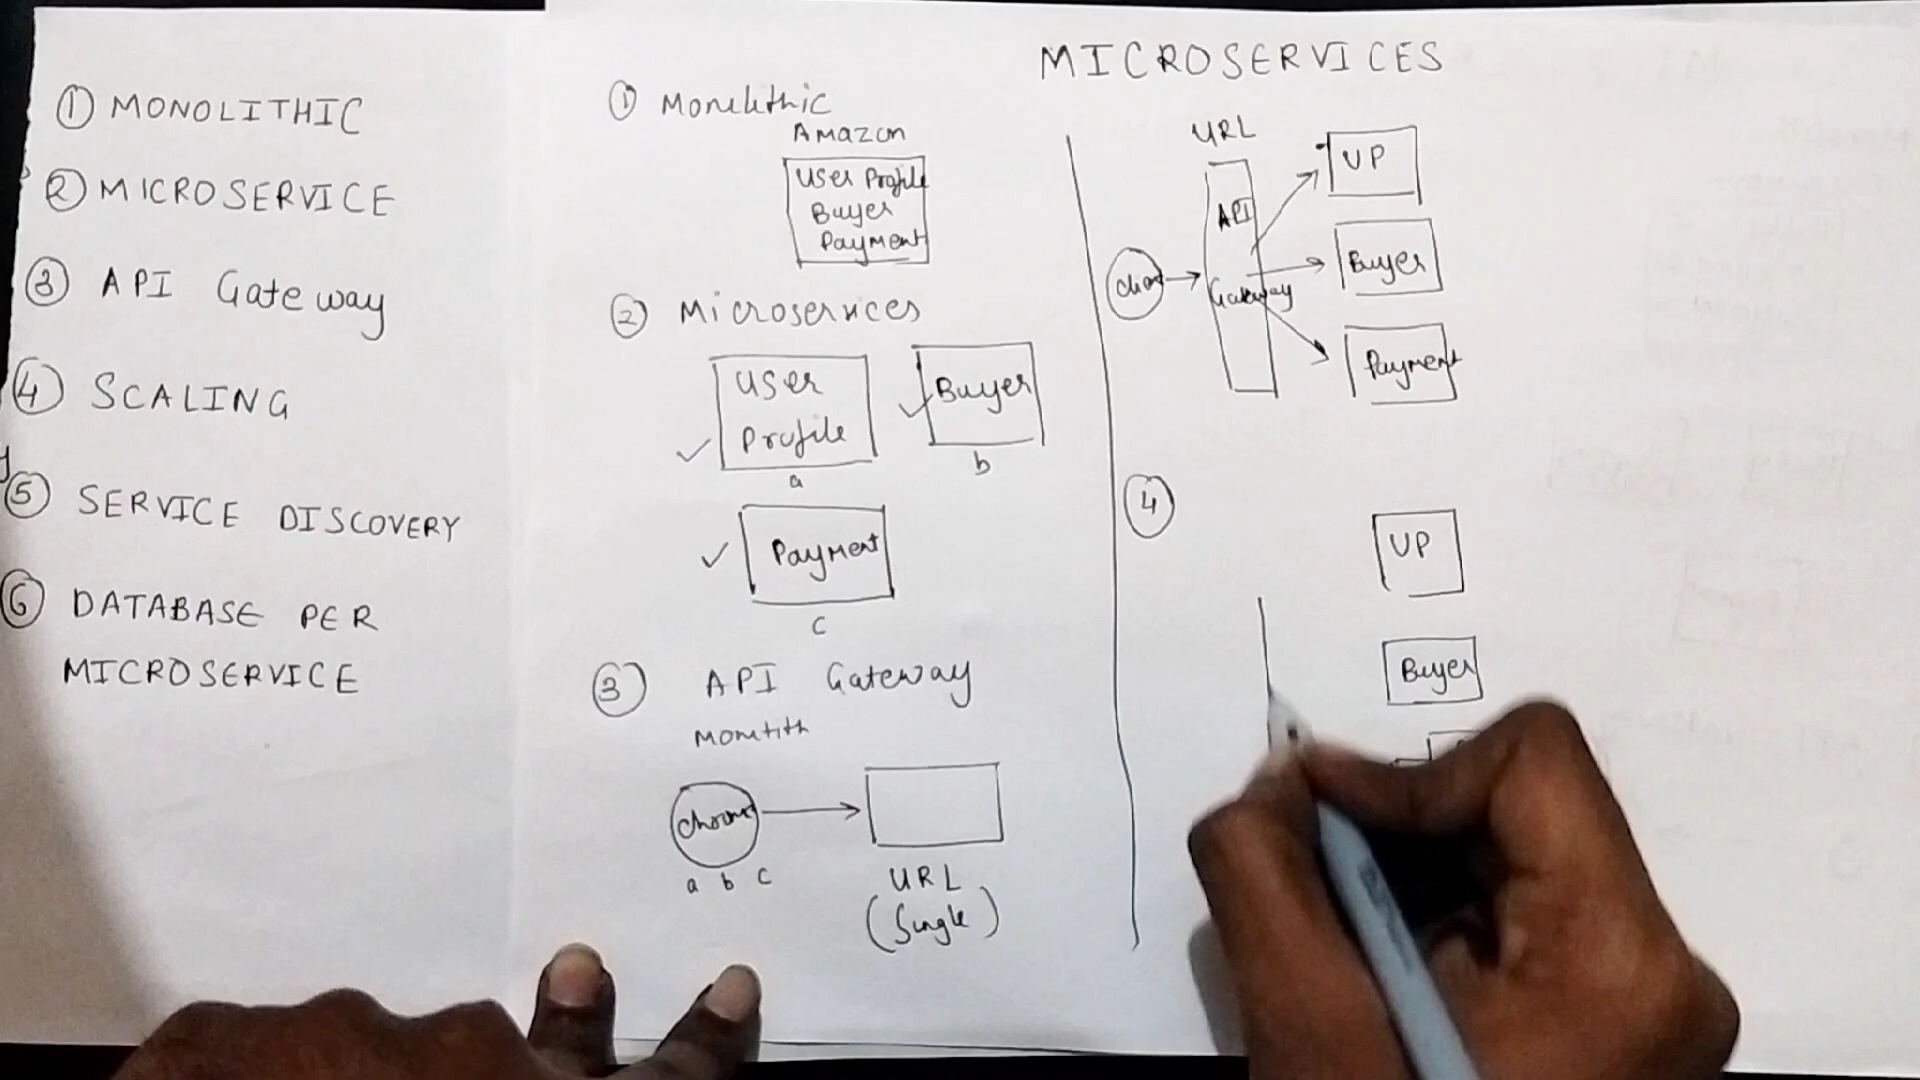 ① MONOLITHIC
② MICROSERVICE
③ API Gateway
④ SCALING
⑤ SERVICE DISCOVERY
⑥ DATABASE PER
MICROSERVICE
MICROSERVICES
① Monolithic
Amazon
User Profile
Buyer
Payment
② Microservices
User
Profile
a
Buyer
b
Payment
c
③ API Gateway
Chrome
a b c
URL
(Single)
URL
API
Gateway
UP
Buyer
Payment
④
UP
Buyer